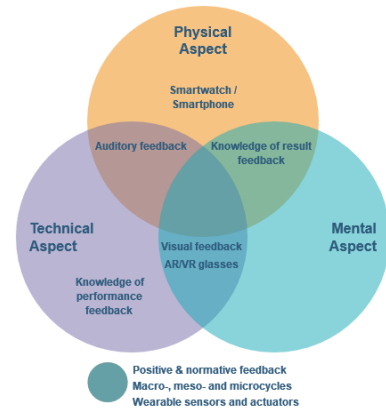 Physical
Aspect
Smartwatch /
Smartphone
Auditory feedback
Knowledge of result
feedback
Technical
Aspect
Mental
Aspect
Visual feedback
AR/VR glasses
Knowledge of
performance
feedback
Positive & normative feedback
Macro-, meso- and microcycles
Wearable sensors and actuators